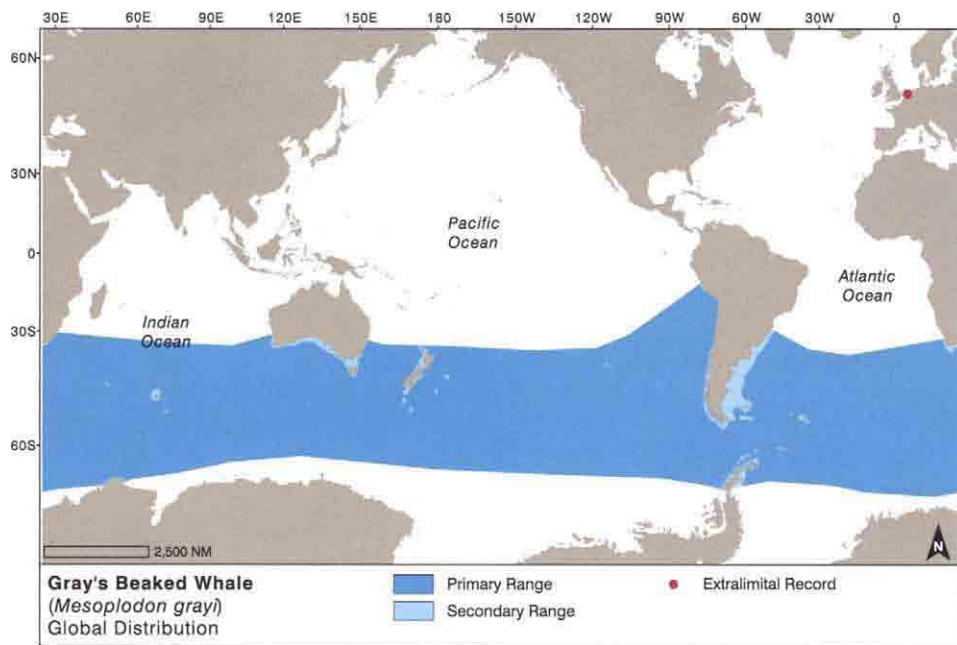 30E 60E 90E 120E 150E 180 150W 120W 90W 60W 30W 0
60N
30N
Pacific
Ocean
0
Atlantic
Ocean
Indian
Ocean
30S
60S
2,500 NM
N
Gray's Beaked Whale
(Mesoplodon grayi)
Global Distribution
Primary Range
Secondary Range
Extralimital Record